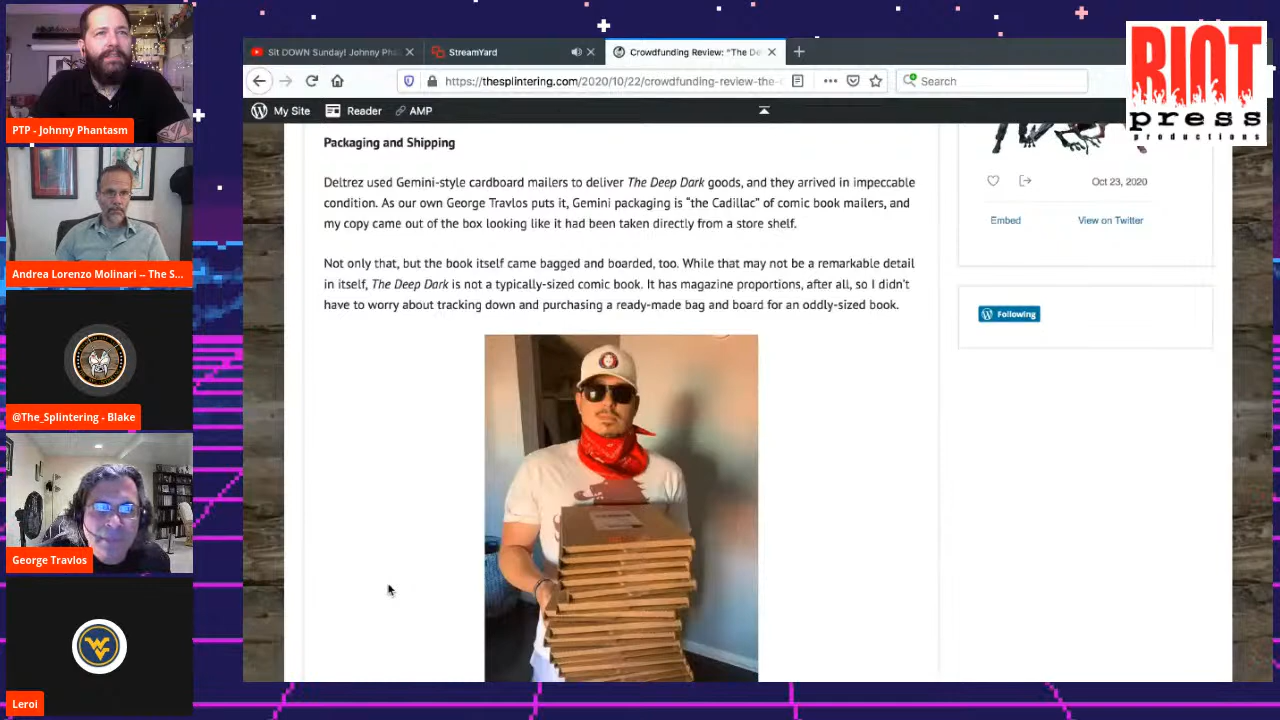 PTP - Johnny Phantasm
Andrea Lorenzo Molinari -- The S...
@The_Splintering - Blake
George Travlos
Leroi
Sit DOWN Sunday! Johnny Pha
StreamYard
Crowdfunding Review: "The De
https://thesplintering.com/2020/10/22/crowdfunding-review-the-
Search
My Site
Reader
AMP
RIOT
press
productions
Packaging and Shipping
Deltrez used Gemini-style cardboard mailers to deliver The Deep Dark goods, and they arrived in impeccable
condition. As our own George Travlos puts it, Gemini packaging is “the Cadillac” of comic book mailers, and
my copy came out of the box looking like it had been taken directly from a store shelf.
Not only that, but the book itself came bagged and boarded, too. While that may not be a remarkable detail
in itself, The Deep Dark is not a typically-sized comic book. It has magazine proportions, after all, so I didn’t
have to worry about tracking down and purchasing a ready-made bag and board for an oddly-sized book.
Oct 23, 2020
Embed
View on Twitter
Following
WV